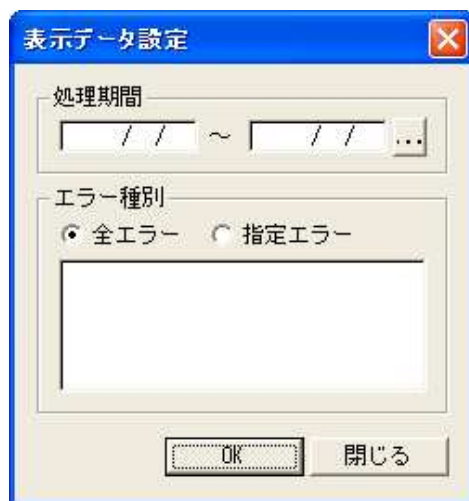 表示データ設定
処理期間
/ / ～ / / ...
エラー種別
全エラー 指定エラー
OK 閉じる